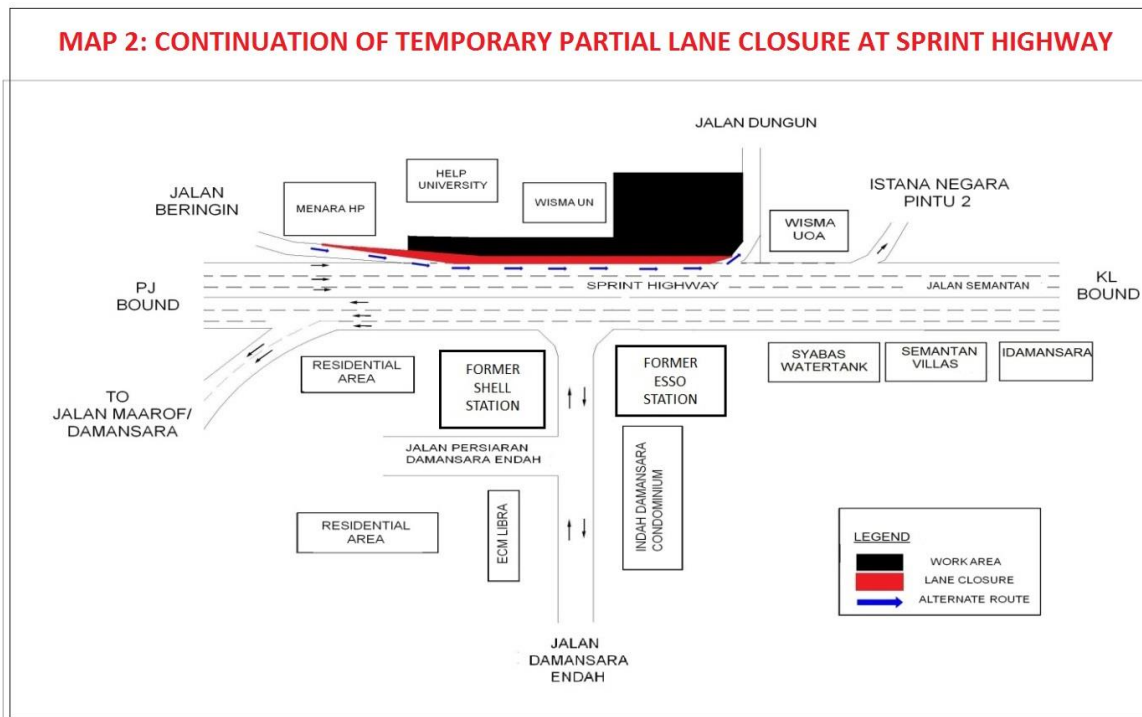 MAP 2: CONTINUATION OF TEMPORARY PARTIAL LANE CLOSURE AT SPRINT HIGHWAY
JALAN DUNGUN
HELP
UNIVERSITY
JALAN
BERINGIN
MENARA HP
WISMA UN
WISMA
UOA
ISTANA NEGARA
PINTU 2
PJ
BOUND
SPRINT HIGHWAY
JALAN SEMANTAN
KL
BOUND
RESIDENTIAL
AREA
FORMER
SHELL
STATION
FORMER
ESSO
STATION
SYABAS
WATERTANK
SEMANTAN
VILLAS
IDAMANSARA
TO
JALAN MAAROF/
DAMANSARA
JALAN PERSIARAN
DAMANSARA ENDAH
INDAH DAMANSARA
CONDOMINIUM
RESIDENTIAL
AREA
ECM LIBRA
LEGEND
WORK AREA
LANE CLOSURE
ALTERNATE ROUTE
JALAN
DAMANSARA
ENDAH